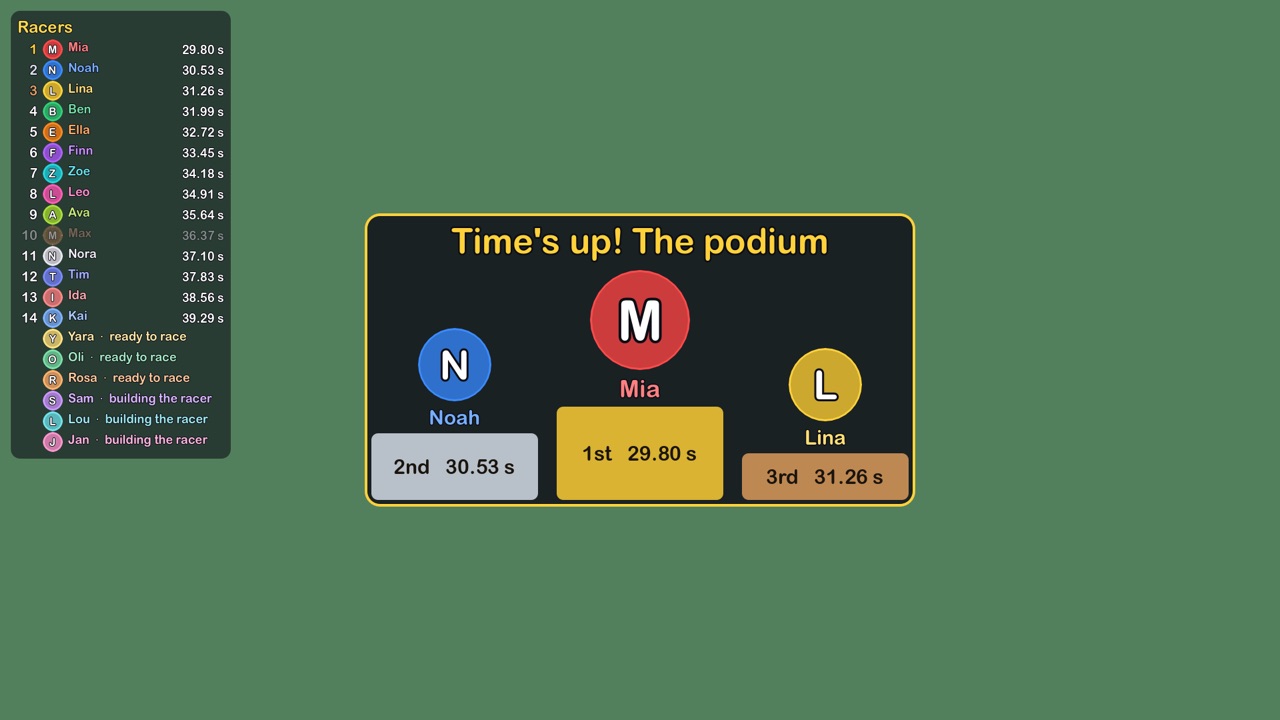 Racers
1 M Mia 29.80 s
2 N Noah 30.53 s
3 L Lina 31.26 s
4 B Ben 31.99 s
5 E Ella 32.72 s
6 F Finn 33.45 s
7 Z Zoe 34.18 s
8 L Leo 34.91 s
9 A Ava 35.64 s
10 M Max 36.37 s
11 N Nora 37.10 s
12 T Tim 37.83 s
13 I Ida 38.56 s
14 K Kai 39.29 s
Y Yara · ready to race
O Oli · ready to race
R Rosa · ready to race
S Sam · building the racer
L Lou · building the racer
J Jan · building the racer
Time's up! The podium
M
Mia
1st 29.80 s
N
Noah
2nd 30.53 s
L
Lina
3rd 31.26 s